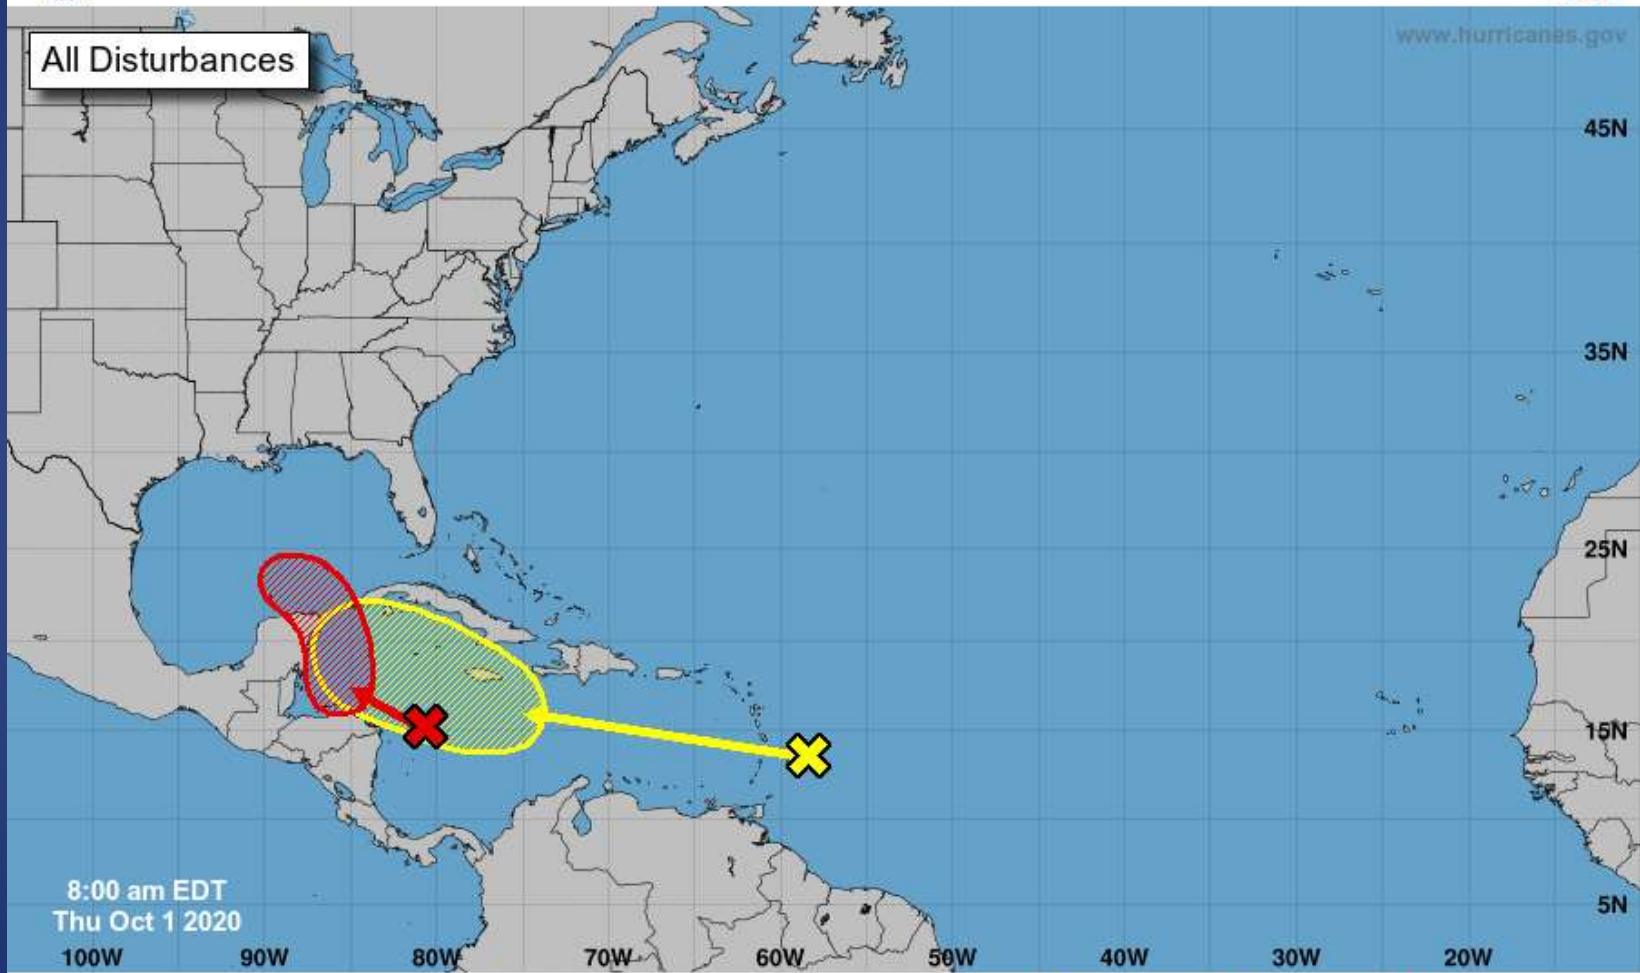 All Disturbances
www.hurricanes.gov
45N
35N
25N
15N
5N
8:00 am EDT
Thu Oct 1 2020
100W 90W 80W 70W 60W 50W 40W 30W 20W